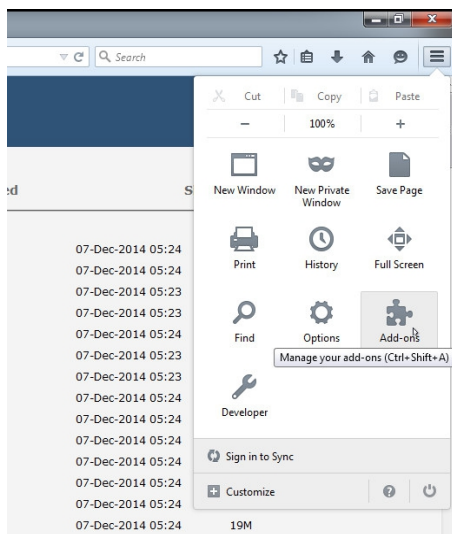 Search
Cut Copy Paste
− 100% +
New Window New Private Window Save Page
Print History Full Screen
ed S
07-Dec-2014 05:24
07-Dec-2014 05:24
07-Dec-2014 05:23
07-Dec-2014 05:23
07-Dec-2014 05:24
07-Dec-2014 05:23
07-Dec-2014 05:23
07-Dec-2014 05:24
07-Dec-2014 05:24
07-Dec-2014 05:24
07-Dec-2014 05:24
07-Dec-2014 05:24
07-Dec-2014 05:24
07-Dec-2014 05:24 19M
Find Options Add-ons
Manage your add-ons (Ctrl+Shift+A)
Developer
Sign in to Sync
Customize